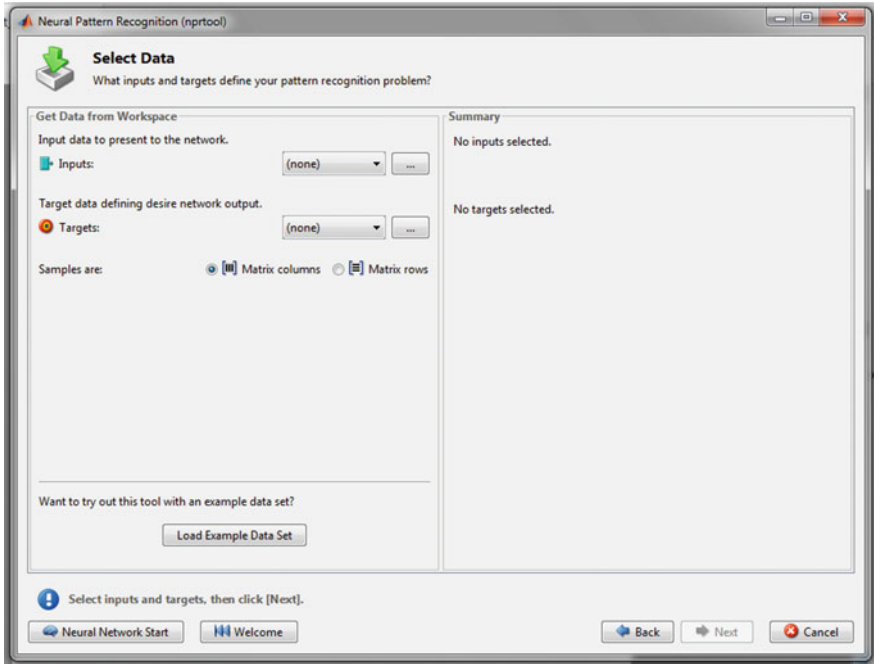 Neural Pattern Recognition (nprtool)
Select Data
What inputs and targets define your pattern recognition problem?
Get Data from Workspace
Input data to present to the network.
Inputs: (none) ...
Target data defining desire network output.
Targets: (none) ...
Samples are: Matrix columns Matrix rows
Want to try out this tool with an example data set?
Load Example Data Set
Summary
No inputs selected.
No targets selected.
Select inputs and targets, then click [Next].
Neural Network Start Welcome Back Next Cancel